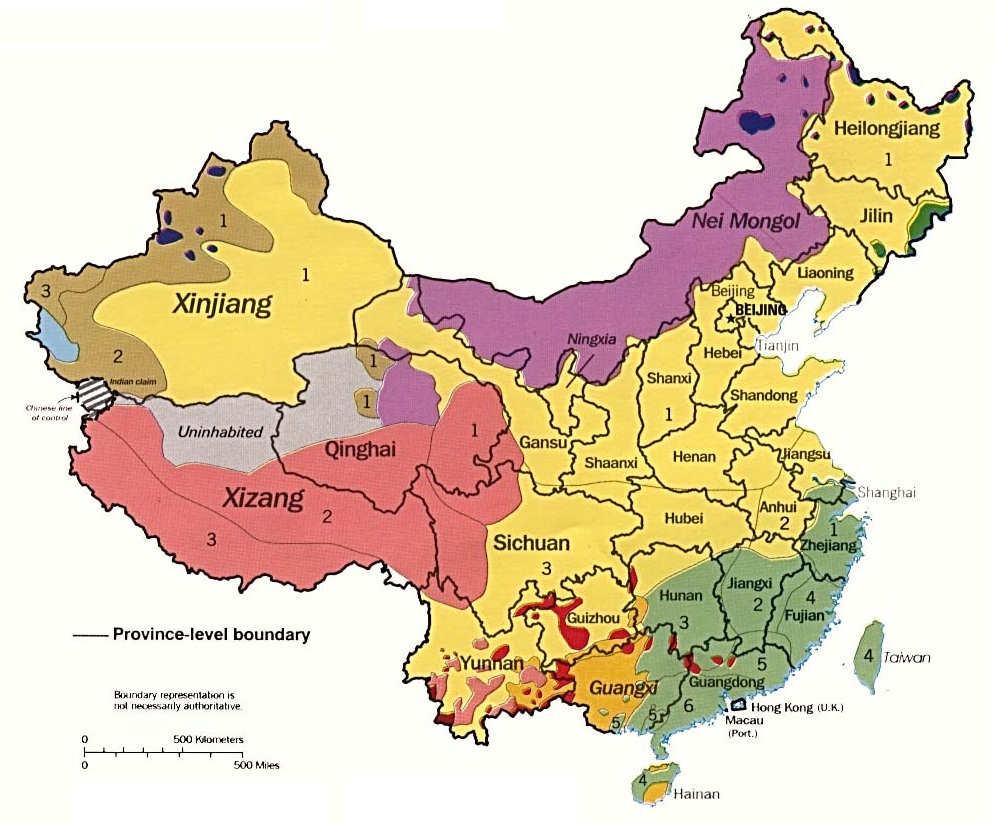 Heilongjiang
1
Jilin
Nei Mongol
Liaoning
1
1
Xinjiang
3
2
Indian claim
Chinese line
of control
Beijing
BEIJING
Tianjin
Hebei
Ningxia
Shanxi
1
Shandong
1
1
Uninhabited
Qinghai
1
Gansu
Shaanxi
Henan
Jiangsu
Xizang
2
3
Shanghai
Anhui
2
Hubei
1
Zhejiang
Sichuan
3
Jiangxi
2
4
Fujian
Hunan
3
Guizhou
Province-level boundary
Yunnan
4
Taiwan
5
Guangdong
Guangxi
6
5
5
Boundary representation is
not necessarily authoritative.
Hong Kong (U.K.)
Macau
(Port.)
0 500 Kilometers
0 500 Miles
4
Hainan